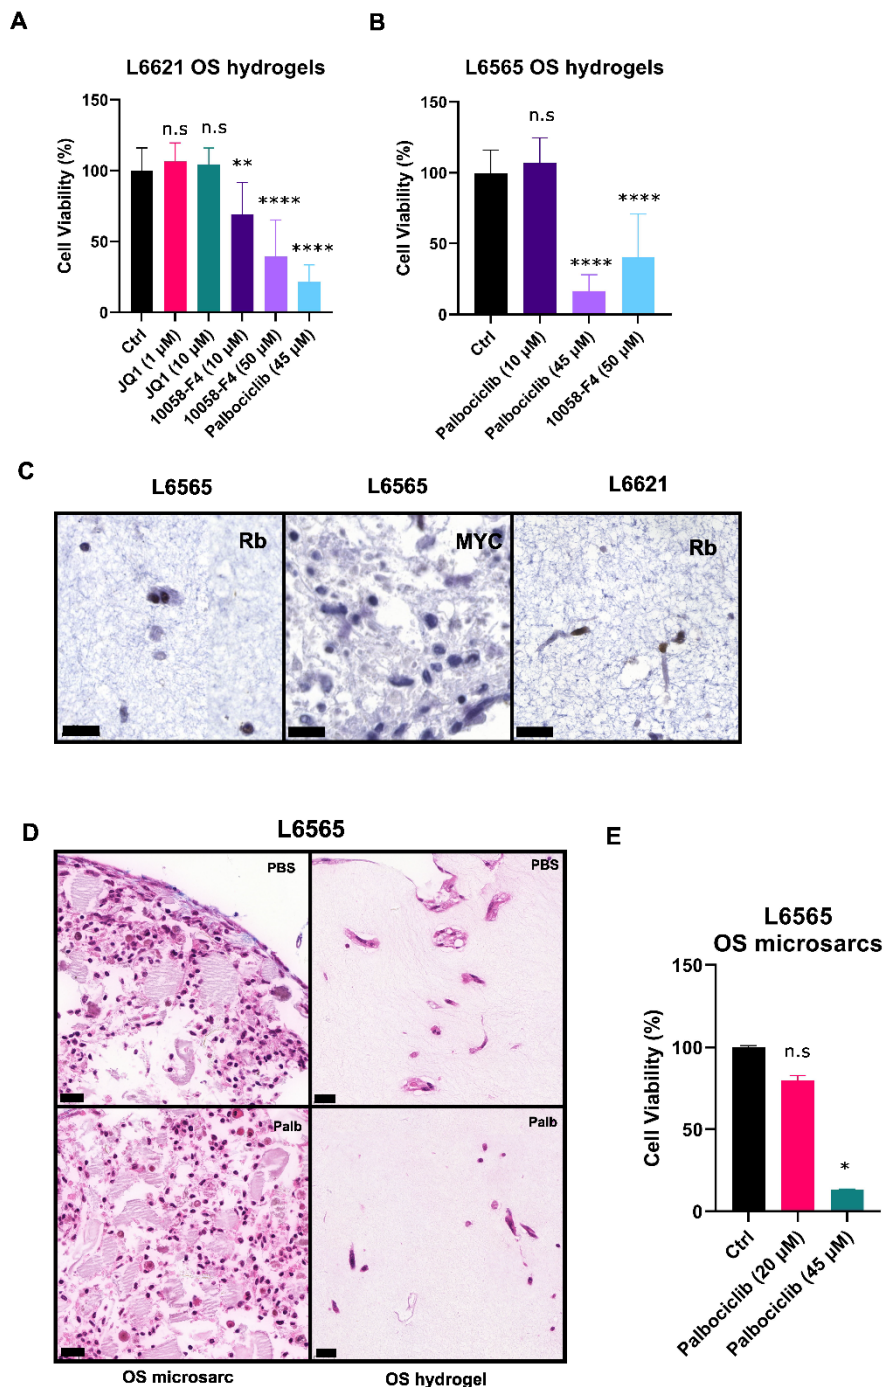 A
L6621 OS hydrogels
Cell Viability (%)
150
100
50
0
n.s
n.s
**
****
****
Ctrl
JQ1 (1 µM)
JQ1 (10 µM)
10058-F4 (10 µM)
10058-F4 (50 µM)
Palbociclib (45 µM)
B
L6565 OS hydrogels
Cell Viability (%)
150
100
50
0
n.s
****
****
Ctrl
Palbociclib (10 µM)
Palbociclib (45 µM)
10058-F4 (50 µM)
C
L6565
L6565
L6621
Rb
MYC
Rb
D
L6565
PBS
PBS
Palb
Palb
OS microsarc
OS hydrogel
E
L6565
OS microsarcs
Cell Viability (%)
150
100
50
0
n.s
*
Ctrl
Palbociclib (20 µM)
Palbociclib (45 µM)